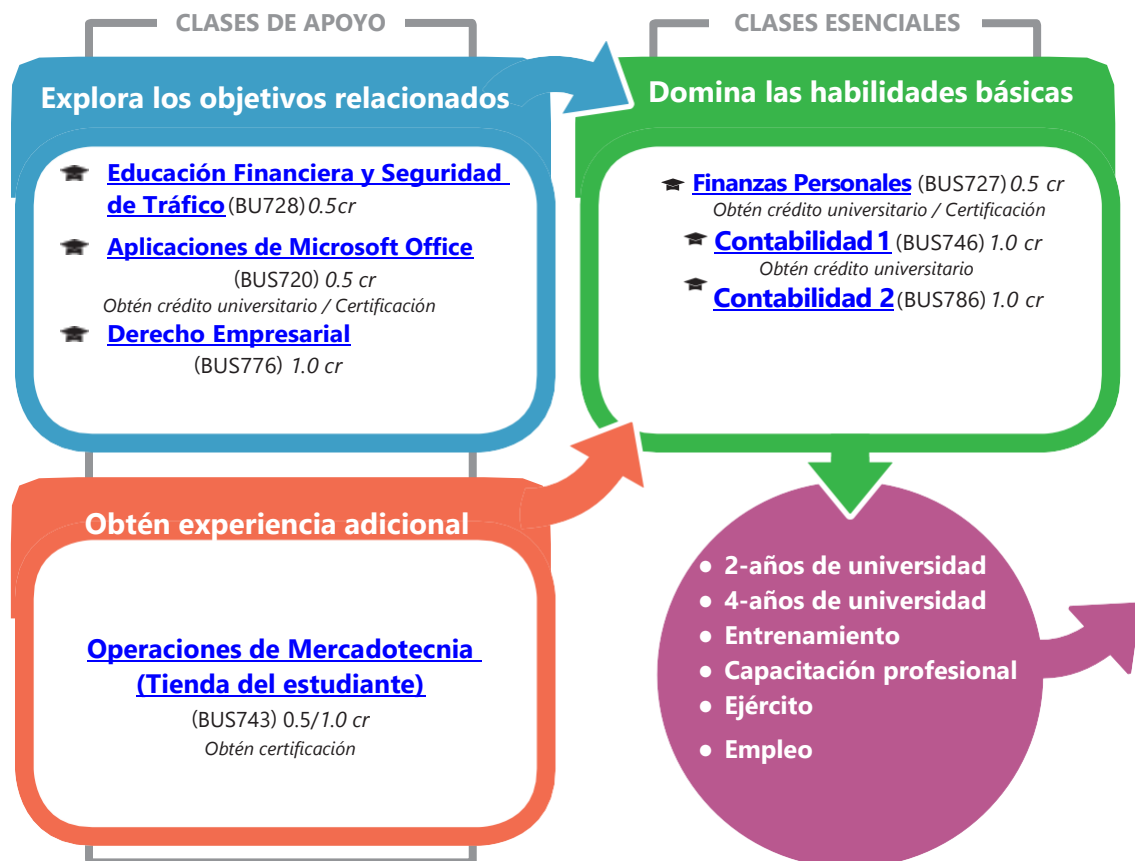 CLASES DE APOYO
Explora los objetivos relacionados
Educación Financiera y Seguridad
de Tráfico (BU728) 0.5cr
Aplicaciones de Microsoft Office
(BUS720) 0.5 cr
Obtén crédito universitario / Certificación
Derecho Empresarial
(BUS776) 1.0 cr
Obtén experiencia adicional
Operaciones de Mercadotecnia
(Tienda del estudiante)
(BUS743) 0.5/1.0 cr
Obtén certificación
CLASES ESENCIALES
Domina las habilidades básicas
Finanzas Personales (BUS727) 0.5 cr
Obtén crédito universitario / Certificación
Contabilidad 1 (BUS746) 1.0 cr
Obtén crédito universitario
Contabilidad 2 (BUS786) 1.0 cr
● 2-años de universidad
● 4-años de universidad
● Entrenamiento
● Capacitación profesional
● Ejército
● Empleo